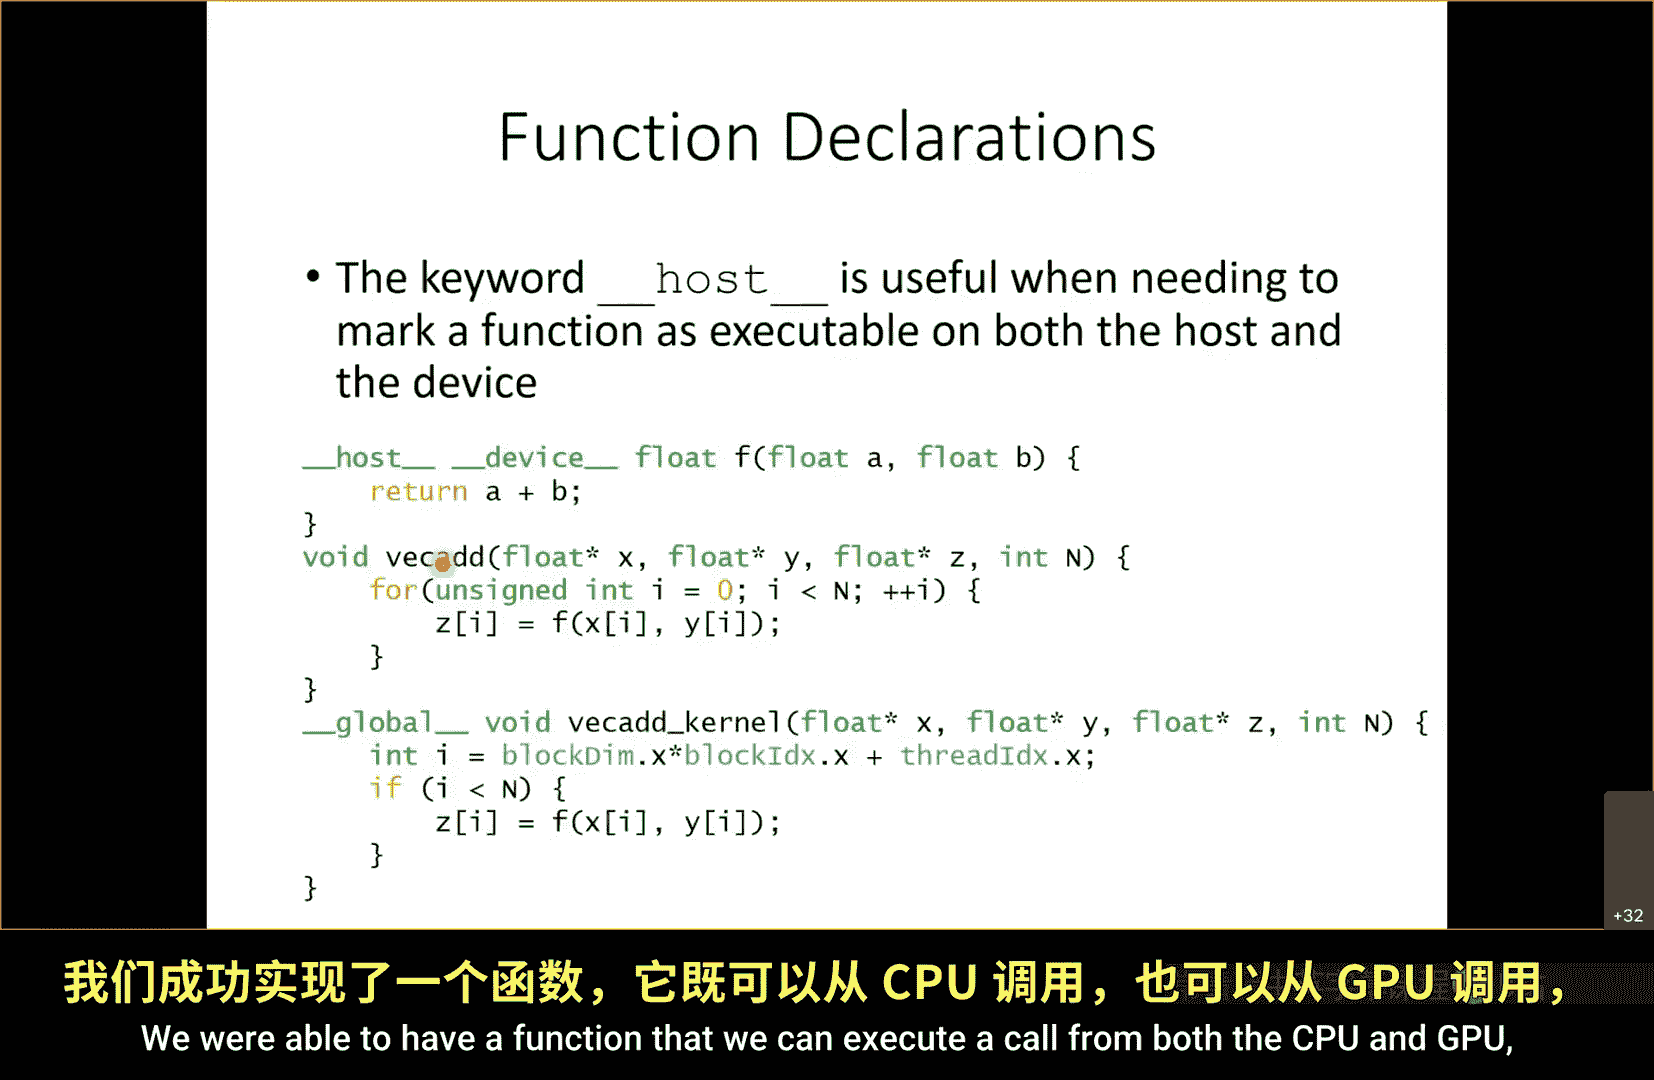 Function Declarations
• The keyword __host__ is useful when needing to
mark a function as executable on both the host and
the device
__host__ __device__ float f(float a, float b) {
    return a + b;
}
void vecadd(float* x, float* y, float* z, int N) {
    for(unsigned int i = 0; i < N; ++i) {
        z[i] = f(x[i], y[i]);
    }
}
__global__ void vecadd_kernel(float* x, float* y, float* z, int N) {
    int i = blockDim.x*blockIdx.x + threadIdx.x;
    if (i < N) {
        z[i] = f(x[i], y[i]);
    }
}
+32
我们成功实现了一个函数，它既可以从 CPU 调用，也可以从 GPU 调用，
We were able to have a function that we can execute a call from both the CPU and GPU,